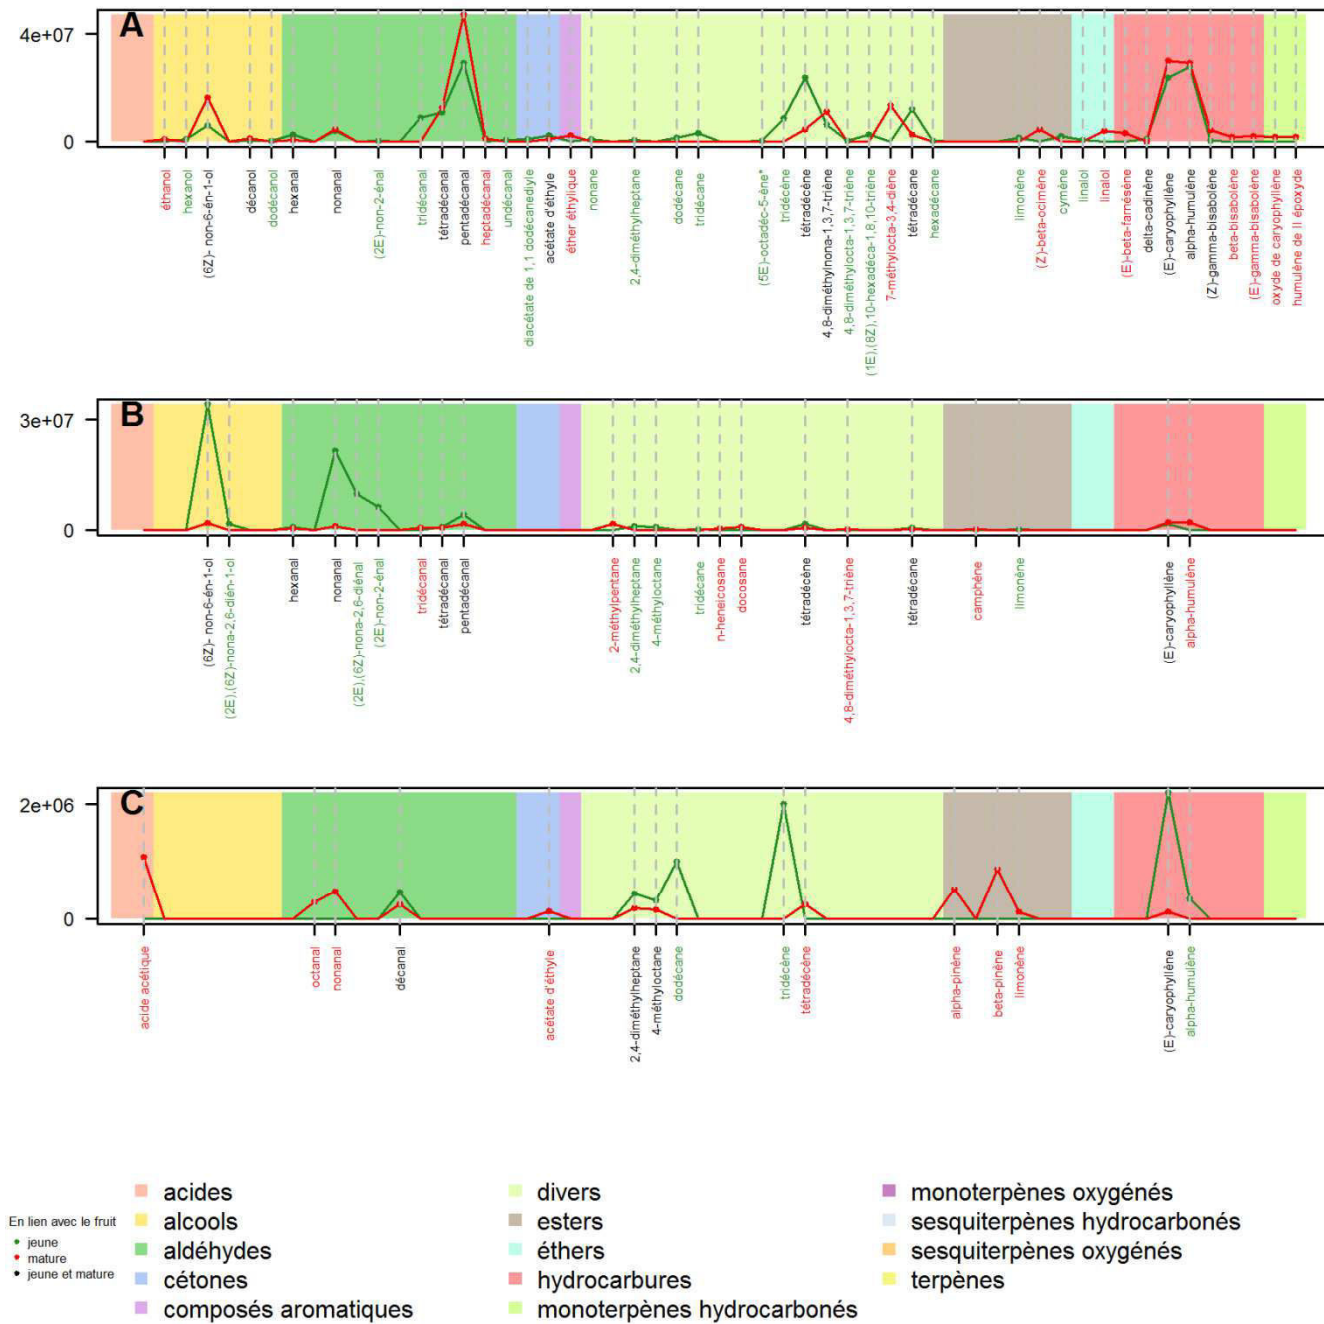 A
4e+07
0
éthanol
hexanol
(6Z)- non-6-én-1-ol
décanol
dodécanol
hexanal
nonanal
(2E)-non-2-énal
tridécanal
tétradécanal
pentadécanal
heptadécanal
undécanal
diacétate de 1,1 dodécanediyle
acétate d'éthyle
éther éthylique
nonane
2,4-diméthylheptane
dodécane
tridécane
(5E)-octadéc-5-ène*
tridécène
tétradécène
4,8-diméthylnona-1,3,7-triène
4,8-diméthylocta-1,3,7-triène
(1E),(8Z),10-hexadéca-1,8,10-triène
7-méthylocta-3,4-diène
tétradécane
hexadécane
limonène
(Z)-beta-ocimène
cymène
linalol
linalol
(E)-beta-farnésène
delta-cadinène
(E)-caryophyllène
alpha-humulène
(Z)-gamma-bisabolène
beta-bisabolène
(E)-gamma-bisabolène
oxyde de caryophyllène
humulène de II époxyde
B
3e+07
0
(6Z)- non-6-én-1-ol
(2E),(6Z)-nona-2,6-dién-1-ol
hexanal
nonanal
(2E),(6Z)-nona-2,6-diénal
(2E)-non-2-énal
tridécanal
tétradécanal
pentadécanal
2-méthylpentane
2,4-diméthylheptane
4-méthyloctane
tridécane
n-heneicosane
docosane
tétradécène
4,8-diméthylocta-1,3,7-triène
tétradécane
camphéne
limonène
(E)-caryophyllène
alpha-humulène
C
2e+06
0
acide acétique
octanal
nonanal
décanal
acétate d'éthyle
2,4-diméthylheptane
4-méthyloctane
dodécane
tridécène
tétradécène
alpha-pinène
beta-pinène
limonène
(E)-caryophyllène
alpha-humulène
En lien avec le fruit
jeune
mature
jeune et mature
acides
alcools
aldéhydes
cétones
composés aromatiques
divers
esters
éthers
hydrocarbures
monoterpènes hydrocarbonés
monoterpènes oxygénés
sesquiterpènes hydrocarbonés
sesquiterpènes oxygénés
terpènes